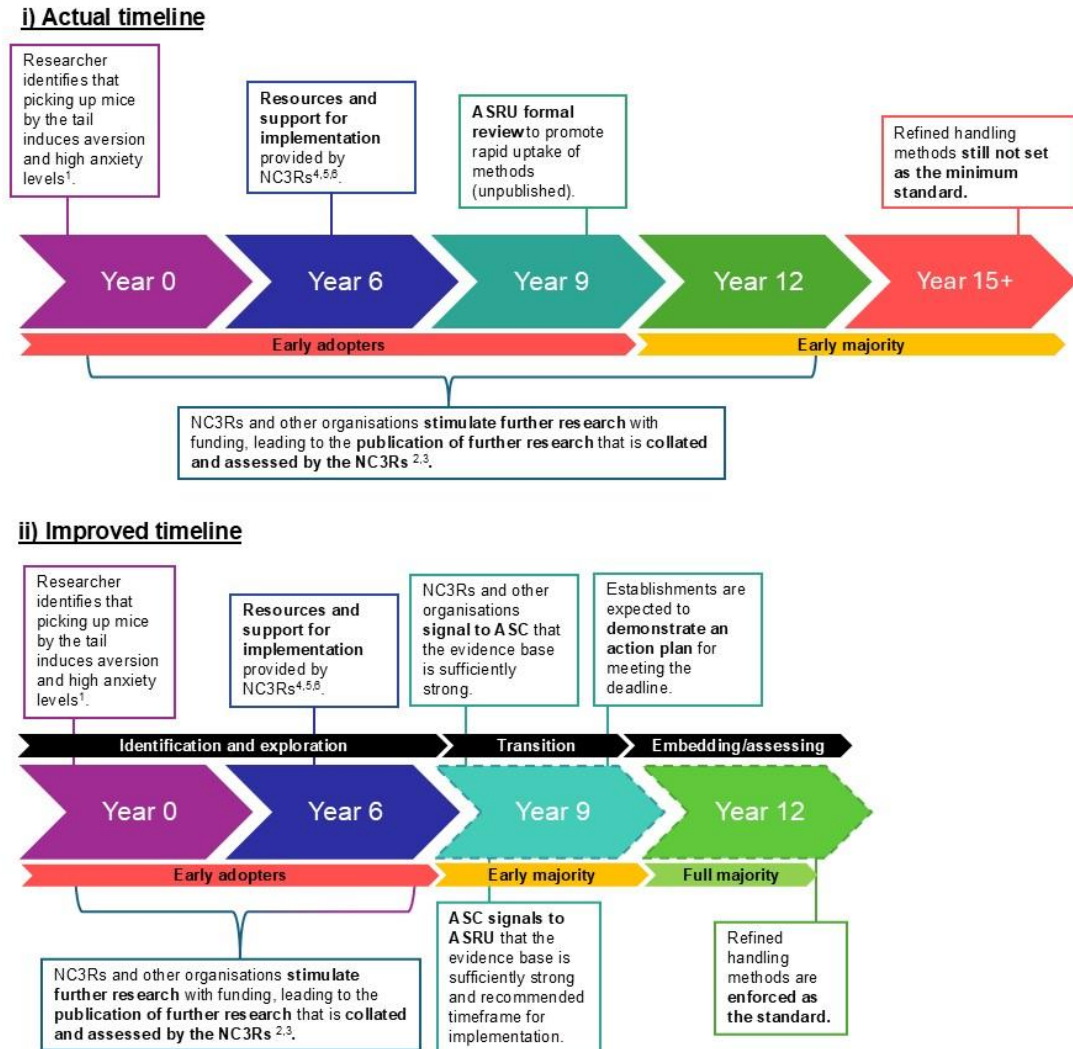 i) Actual timeline
Researcher
identifies that
picking up mice
by the tail
induces aversion
and high anxiety
levels¹.
Resources and
support for
implementation
provided by
NC3Rs⁴,⁵,⁶.
ASRU formal
review to promote
rapid uptake of
methods
(unpublished).
Refined handling
methods still not set
as the minimum
standard.
Year 0
Year 6
Year 9
Year 12
Year 15+
Early adopters
Early majority
NC3Rs and other organisations stimulate further research with
funding, leading to the publication of further research that is collated
and assessed by the NC3Rs ²,³.
ii) Improved timeline
Researcher
identifies that
picking up mice
by the tail
induces aversion
and high anxiety
levels¹.
Resources and
support for
implementation
provided by
NC3Rs⁴,⁵,⁶.
NC3Rs and other
organisations
signal to ASC that
the evidence base
is sufficiently
strong.
Establishments are
expected to
demonstrate an
action plan for
meeting the
deadline.
Identification and exploration
Transition
Embedding/assessing
Year 0
Year 6
Year 9
Year 12
Early adopters
Early majority
Full majority
NC3Rs and other organisations stimulate
further research with funding, leading to the
publication of further research that is collated
and assessed by the NC3Rs ²,³.
ASC signals to
ASRU that the
evidence base is
sufficiently strong
and recommended
timeframe for
implementation.
Refined
handling
methods are
enforced as
the standard.